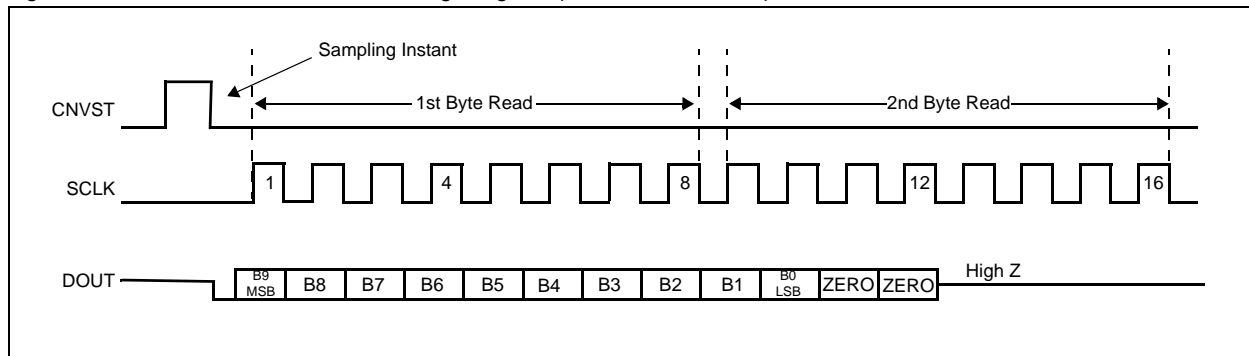 Sampling Instant
CNVST
1st Byte Read
2nd Byte Read
SCLK
1
4
8
12
16
DOUT
B9
MSB
B8
B7
B6
B5
B4
B3
B2
B1
B0
LSB
ZERO
ZERO
High Z